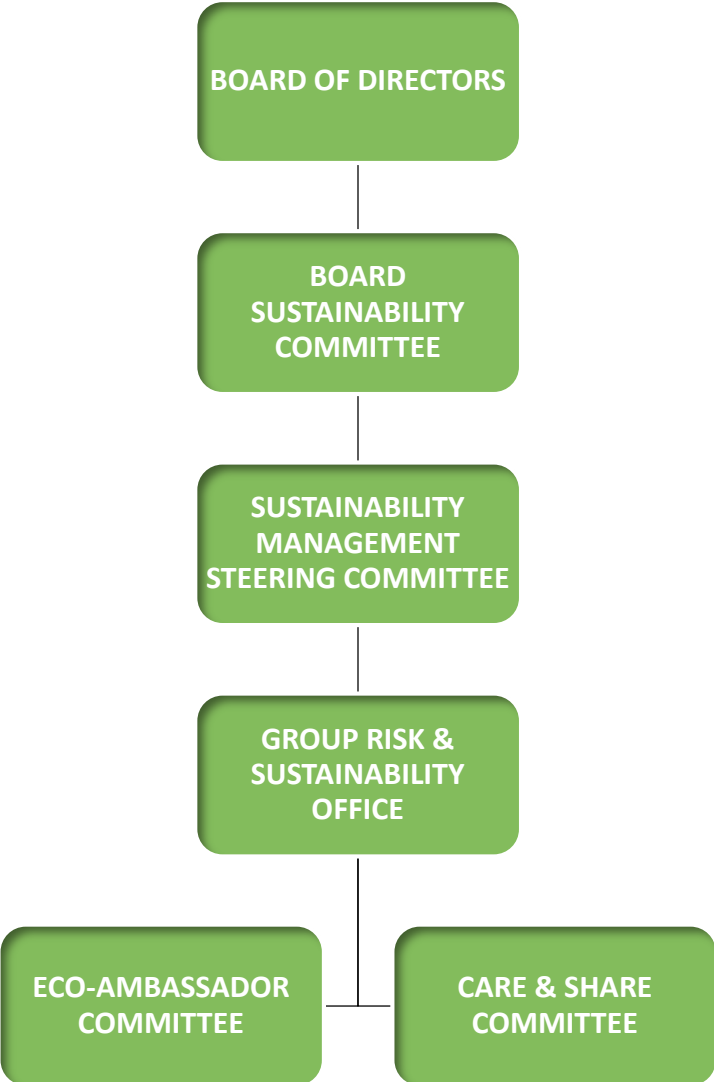 BOARD OF DIRECTORS
BOARD
SUSTAINABILITY
COMMITTEE
SUSTAINABILITY
MANAGEMENT
STEERING COMMITTEE
GROUP RISK &
SUSTAINABILITY
OFFICE
ECO-AMBASSADOR
COMMITTEE
CARE & SHARE
COMMITTEE